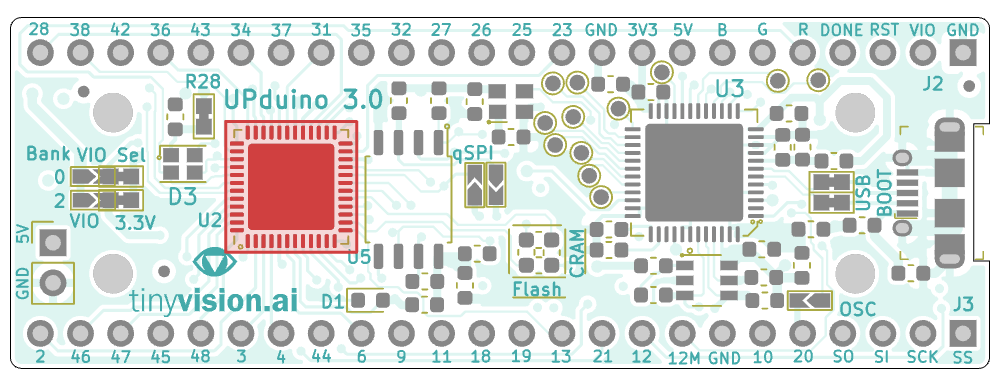 28 38 42 36 43 34 37 31 35 32 27 26 25 23 GND 3V3 5V B G R DONE RST VIO GND
R28
UPduino 3.0
U3
J2
Bank VIO Sel
0
2
VIO 3.3V
D3
U2
qSPI
USB
BOOT
5V
GND
U5
CRAM
Flash
tinyvision.ai
D1
OSC
J3
2 46 47 45 48 3 4 44 6 9 11 18 19 13 21 12 12M GND 10 20 SO SI SCK SS